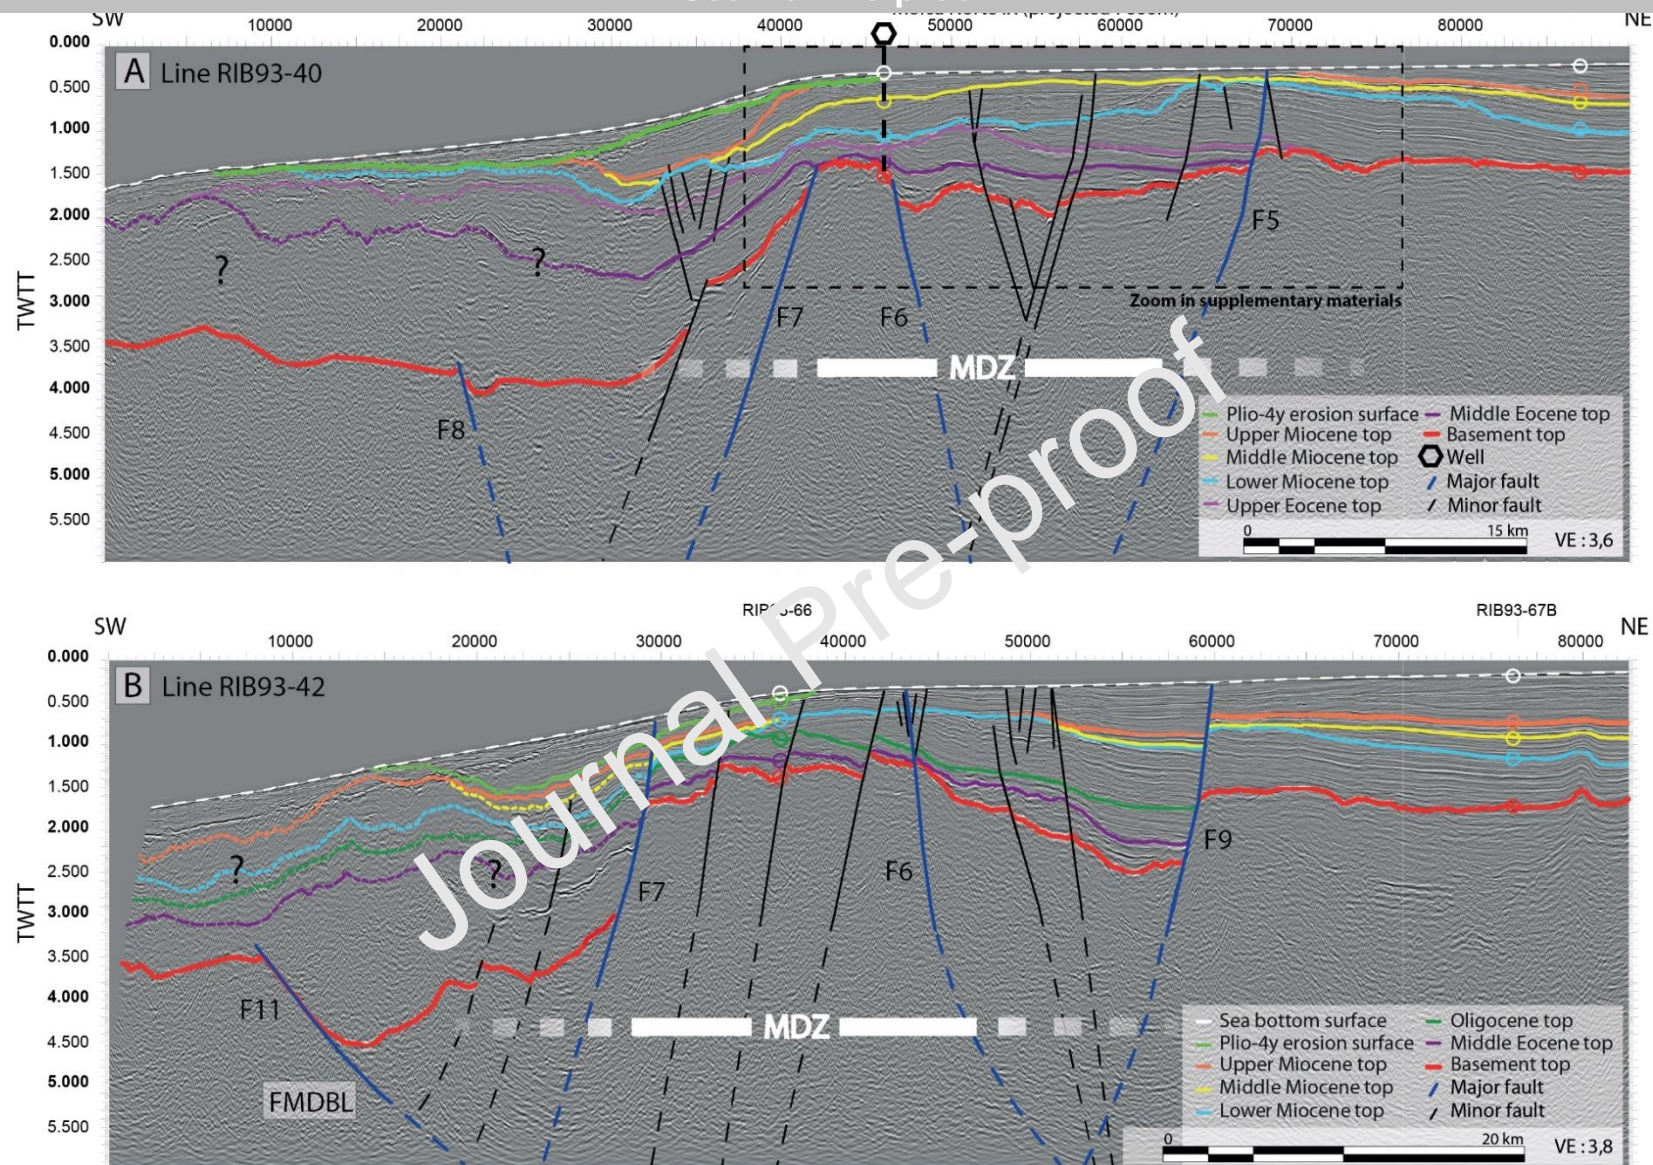 SW 10000 20000 30000 40000 50000 60000 70000 80000 NE
0.000
0.500
1.000
1.500
2.000
2.500
3.000
3.500
4.000
4.500
5.000
5.500
TWTT
A Line RIB93-40
? ?
F5
Zoom in supplementary materials
F7 F6
MDZ
F8
Plio-4y erosion surface
Upper Miocene top
Middle Miocene top
Lower Miocene top
Upper Eocene top
Middle Eocene top
Basement top
Well
Major fault
Minor fault
0 15 km
VE : 3,6
Journal Pre-proof
RIB93-67B
SW 10000 20000 30000 40000 50000 60000 70000 80000 NE
0.000
0.500
1.000
1.500
2.000
2.500
3.000
3.500
4.000
4.500
5.000
5.500
TWTT
B Line RIB93-42
? ?
F7 F6 F9
F11
MDZ
FMDBL
Sea bottom surface
Plio-4y erosion surface
Upper Miocene top
Middle Miocene top
Lower Miocene top
Oligocene top
Middle Eocene top
Basement top
Major fault
Minor fault
0 20 km
VE : 3,8